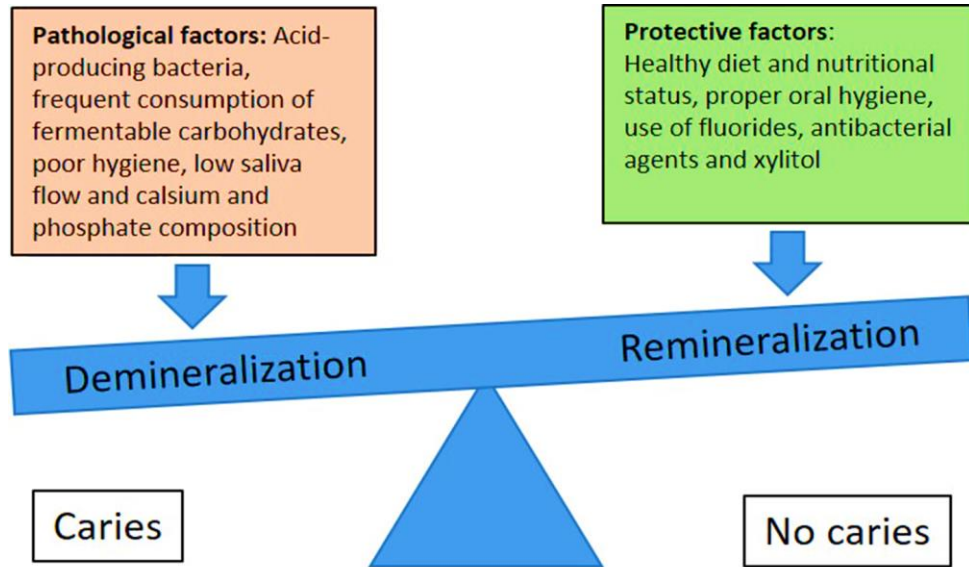 Pathological factors: Acid-
producing bacteria,
frequent consumption of
fermentable carbohydrates,
poor hygiene, low saliva
flow and calsium and
phosphate composition
Protective factors:
Healthy diet and nutritional
status, proper oral hygiene,
use of fluorides, antibacterial
agents and xylitol
Demineralization
Remineralization
Caries
No caries